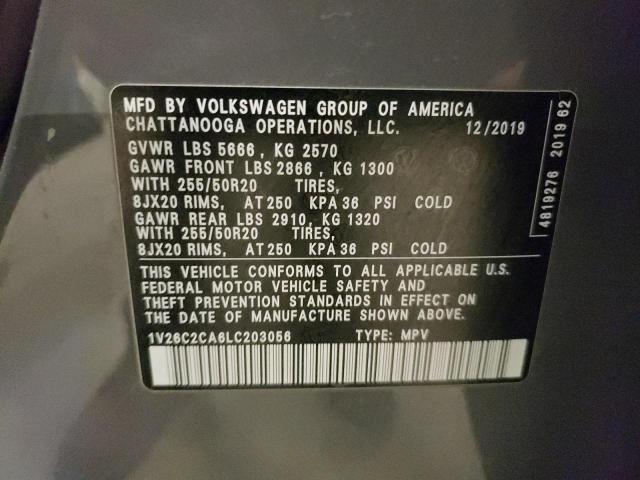 MFD BY VOLKSWAGEN GROUP OF AMERICA
CHATTANOOGA OPERATIONS, LLC. 12/2019
GVWR LBS 5666, KG 2570
GAWR FRONT LBS 2866, KG 1300
WITH 255/50R20 TIRES,
8JX20 RIMS, AT 250 KPA 36 PSI COLD
GAWR REAR LBS 2910, KG 1320
WITH 255/50R20 TIRES,
8JX20 RIMS, AT 250 KPA 36 PSI COLD
THIS VEHICLE CONFORMS TO ALL APPLICABLE U.S.
FEDERAL MOTOR VEHICLE SAFETY AND
THEFT PREVENTION STANDARDS IN EFFECT ON
THE DATE OF MANUFACTURE SHOWN ABOVE.
1V26C2CA6LC203056 TYPE: MPV
4819276 2019 62